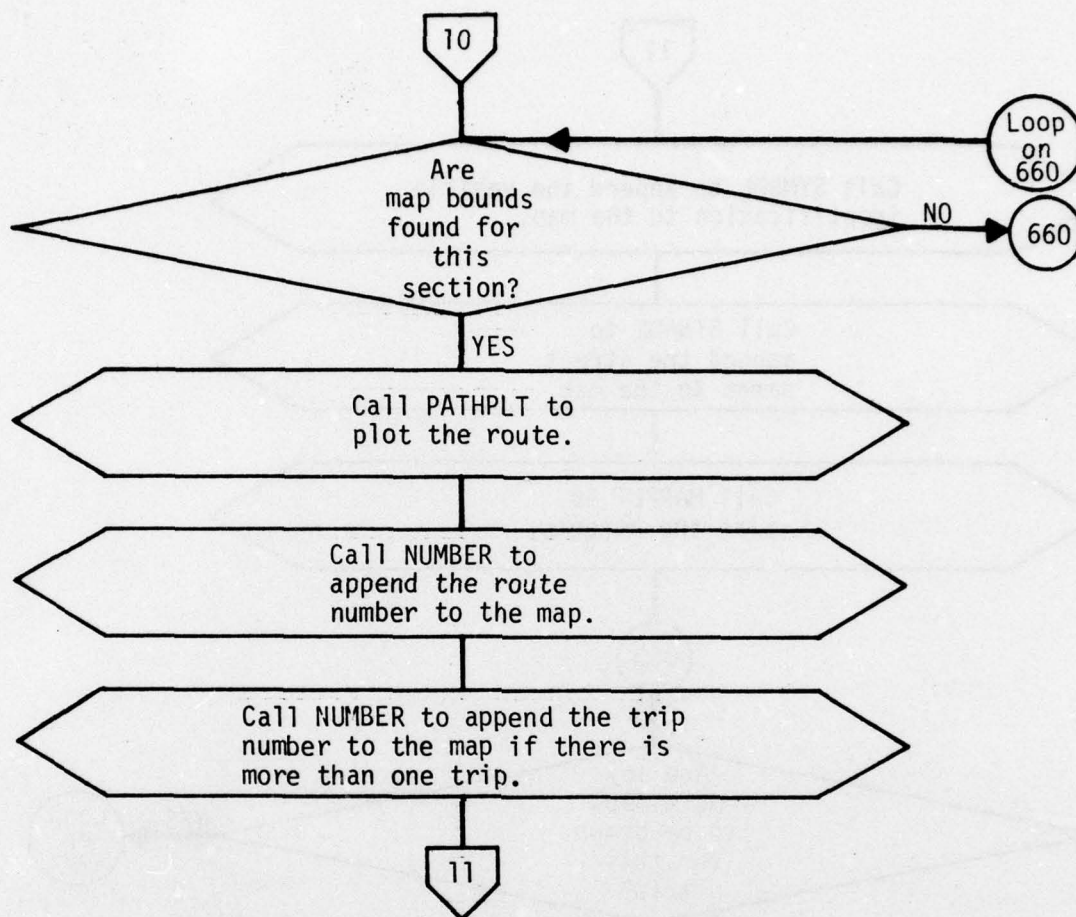 10
Loop
on
660
Are
map bounds
found for
this
section?
NO
660
YES
Call PATHPLT to
plot the route.
Call NUMBER to
append the route
number to the map.
Call NUMBER to append the trip
number to the map if there is
more than one trip.
11